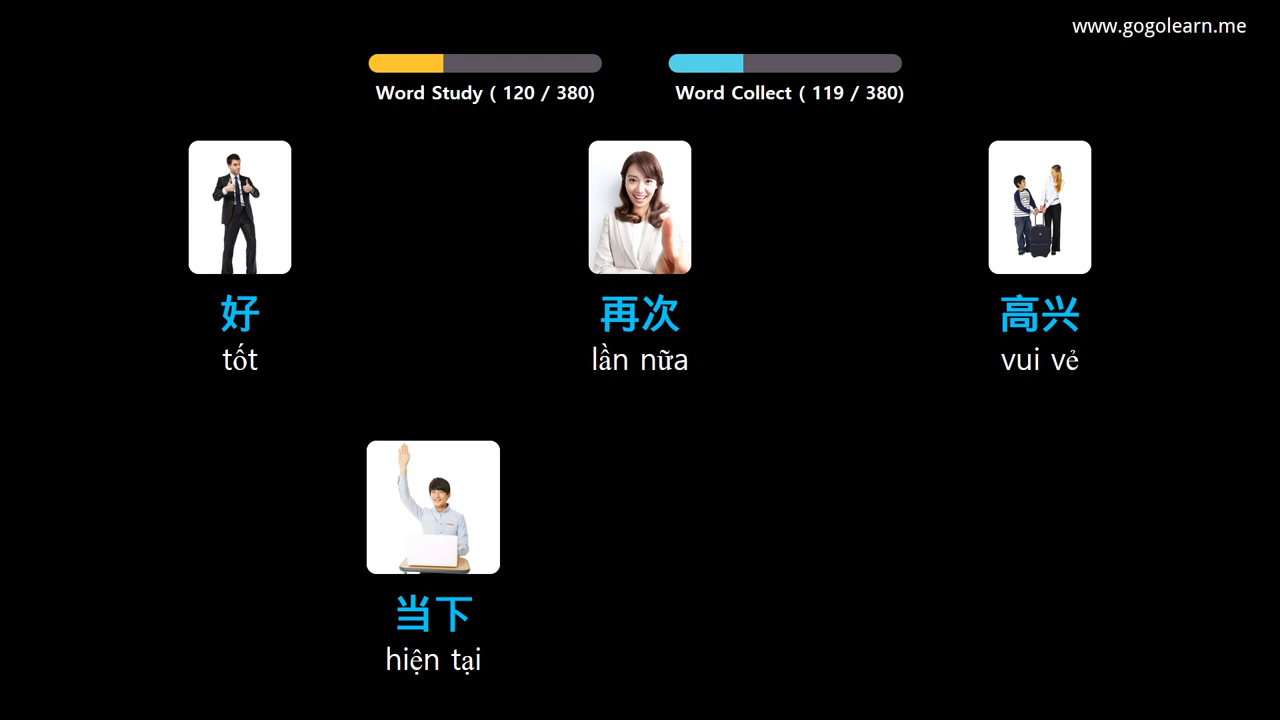 www.gogolearn.me
Word Study ( 120 / 380)
Word Collect ( 119 / 380)
好
tốt
再次
lần nữa
高兴
vui vẻ
当下
hiện tại